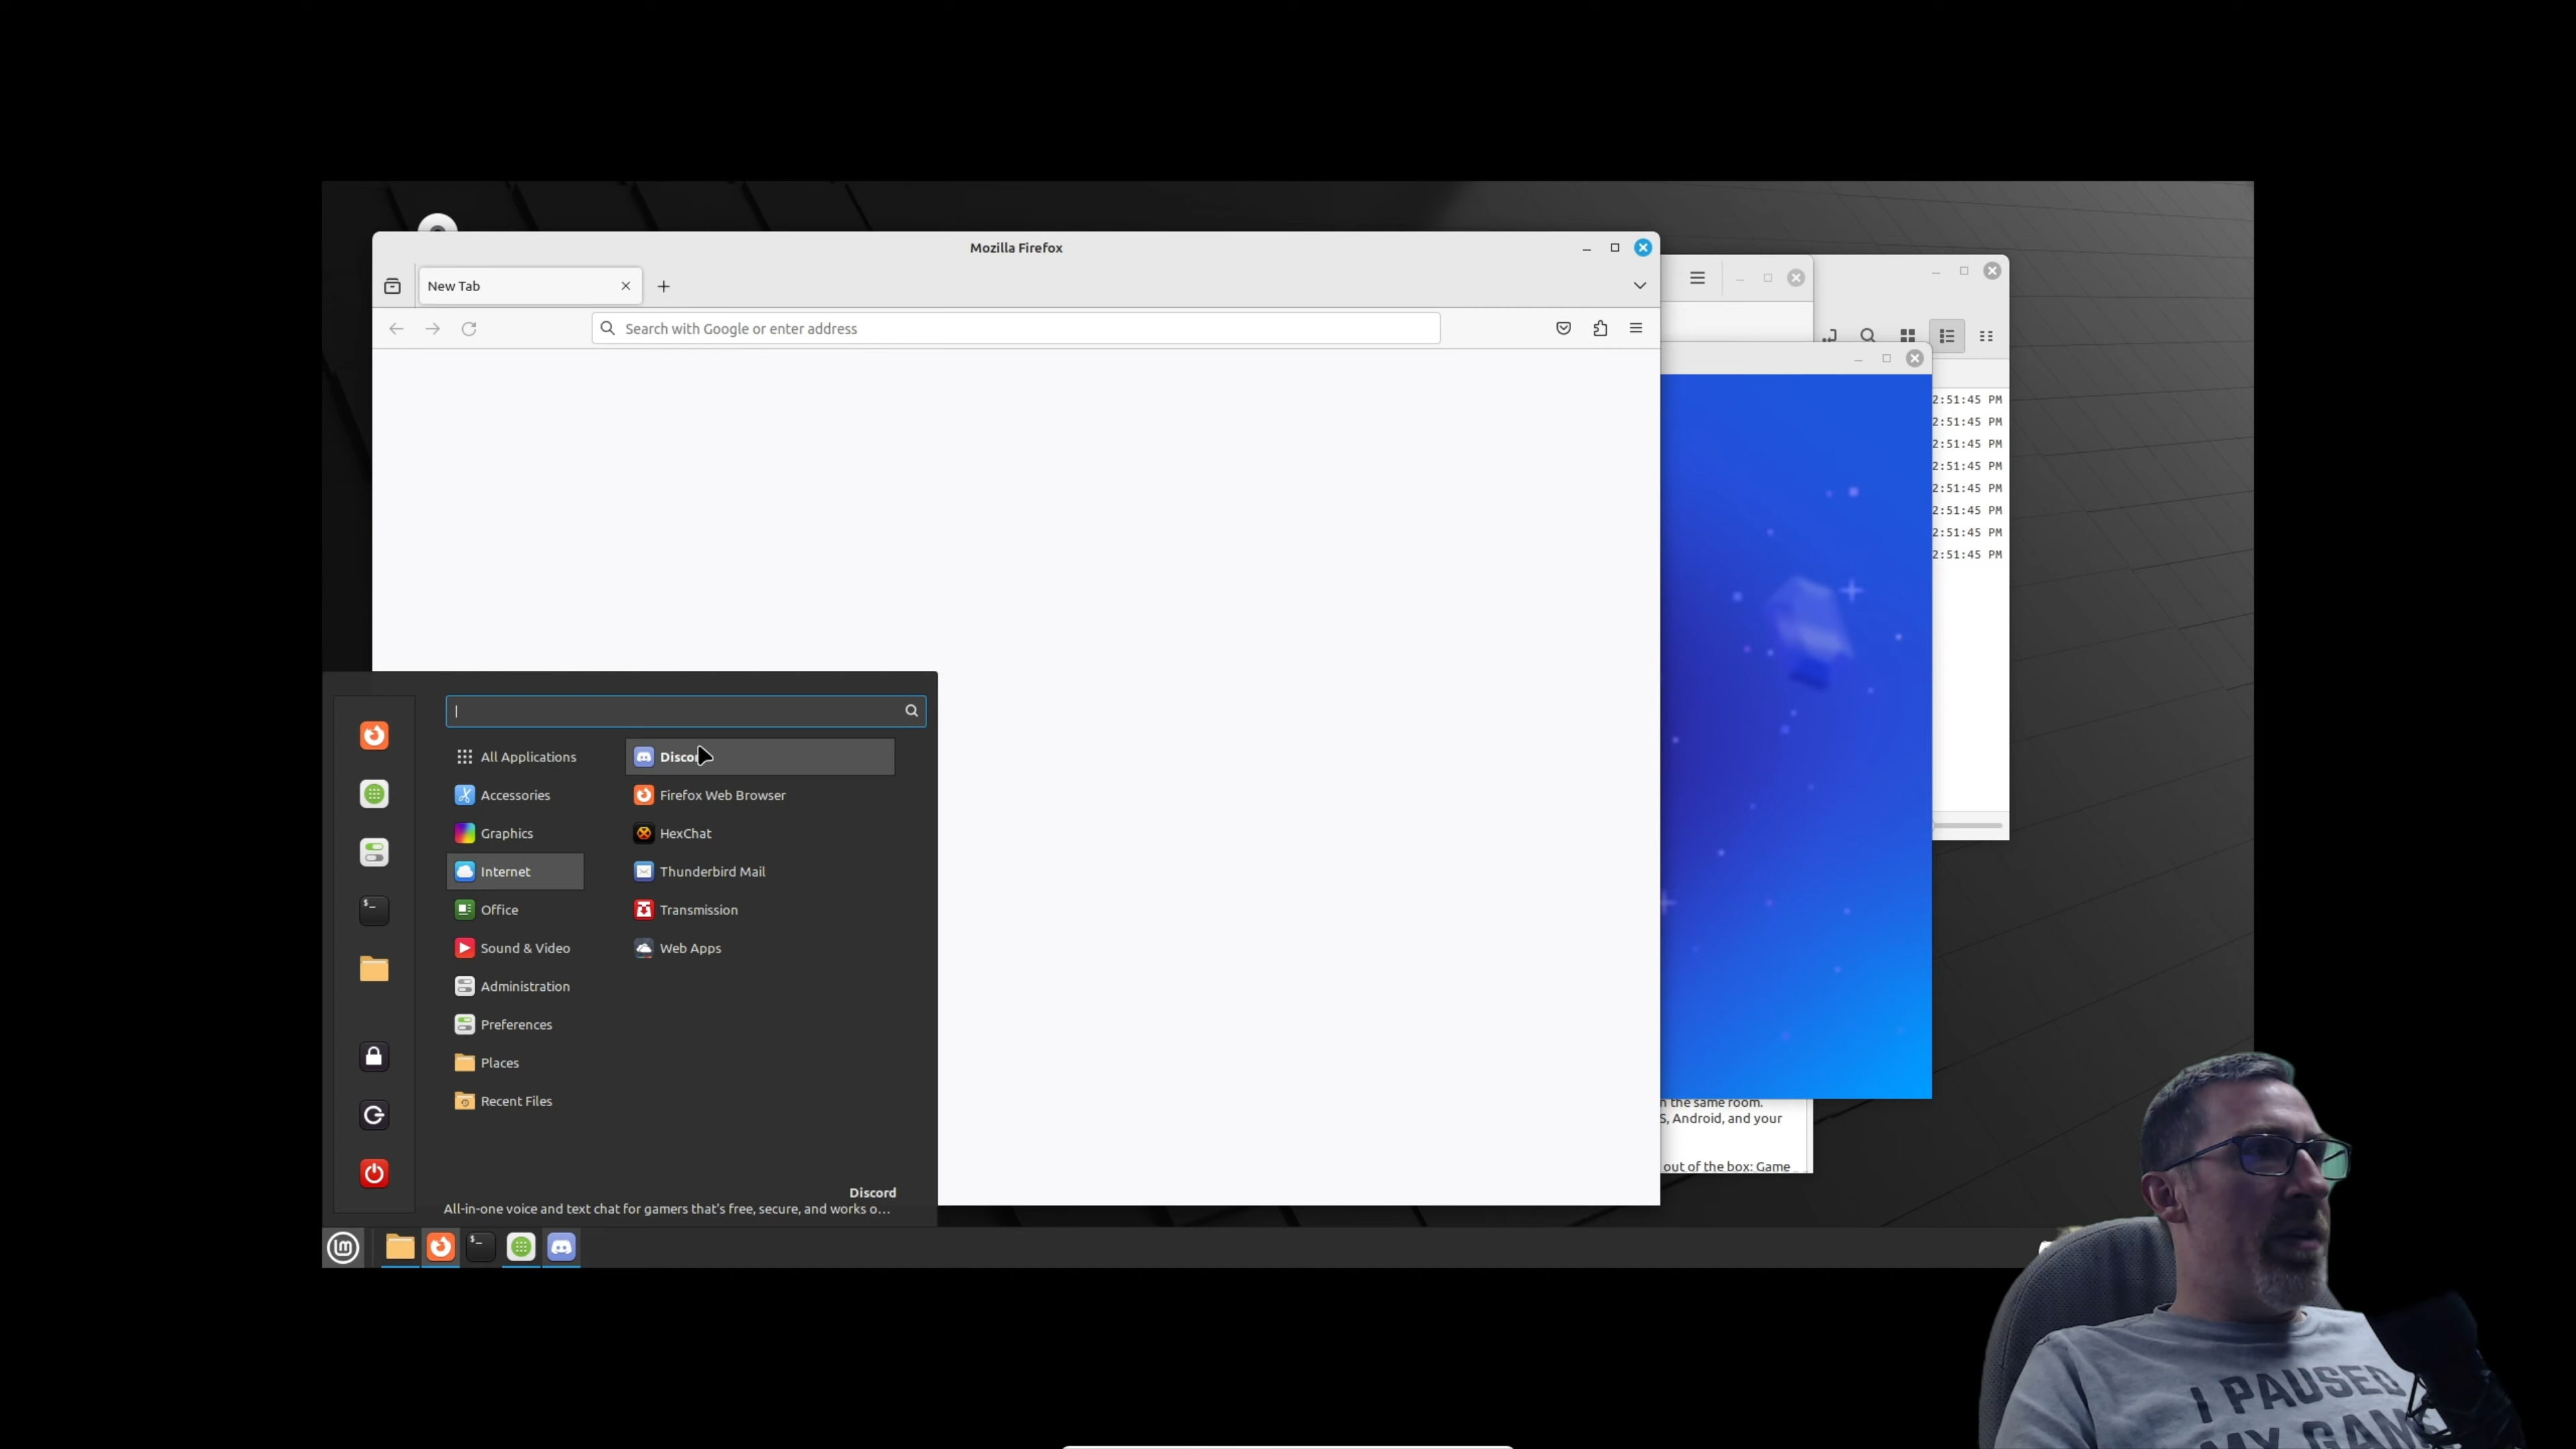 Mozilla Firefox
New Tab
Search with Google or enter address
2:51:45 PM
2:51:45 PM
2:51:45 PM
2:51:45 PM
2:51:45 PM
2:51:45 PM
2:51:45 PM
2:51:45 PM
All Applications
Accessories
Graphics
Internet
Office
Sound & Video
Administration
Preferences
Places
Recent Files
Discord
Firefox Web Browser
HexChat
Thunderbird Mail
Transmission
Web Apps
Discord
All-in-one voice and text chat for gamers that's free, secure, and works o...
the same room.
S, Android, and your
out of the box: Game
$_
$_
lm
I PAUSED
MY GAM